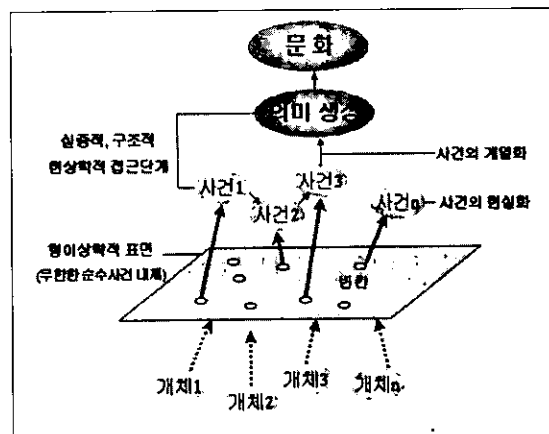 문화
의미 생성
실증적, 구조적
현상학적 접근단계
사건의 계열화
사건1
사건2
사건3
사건n
사건의 현실화
형이상학적 표면
(무한한 순수사건 내재)
개체1
개체2
개체3
개체n